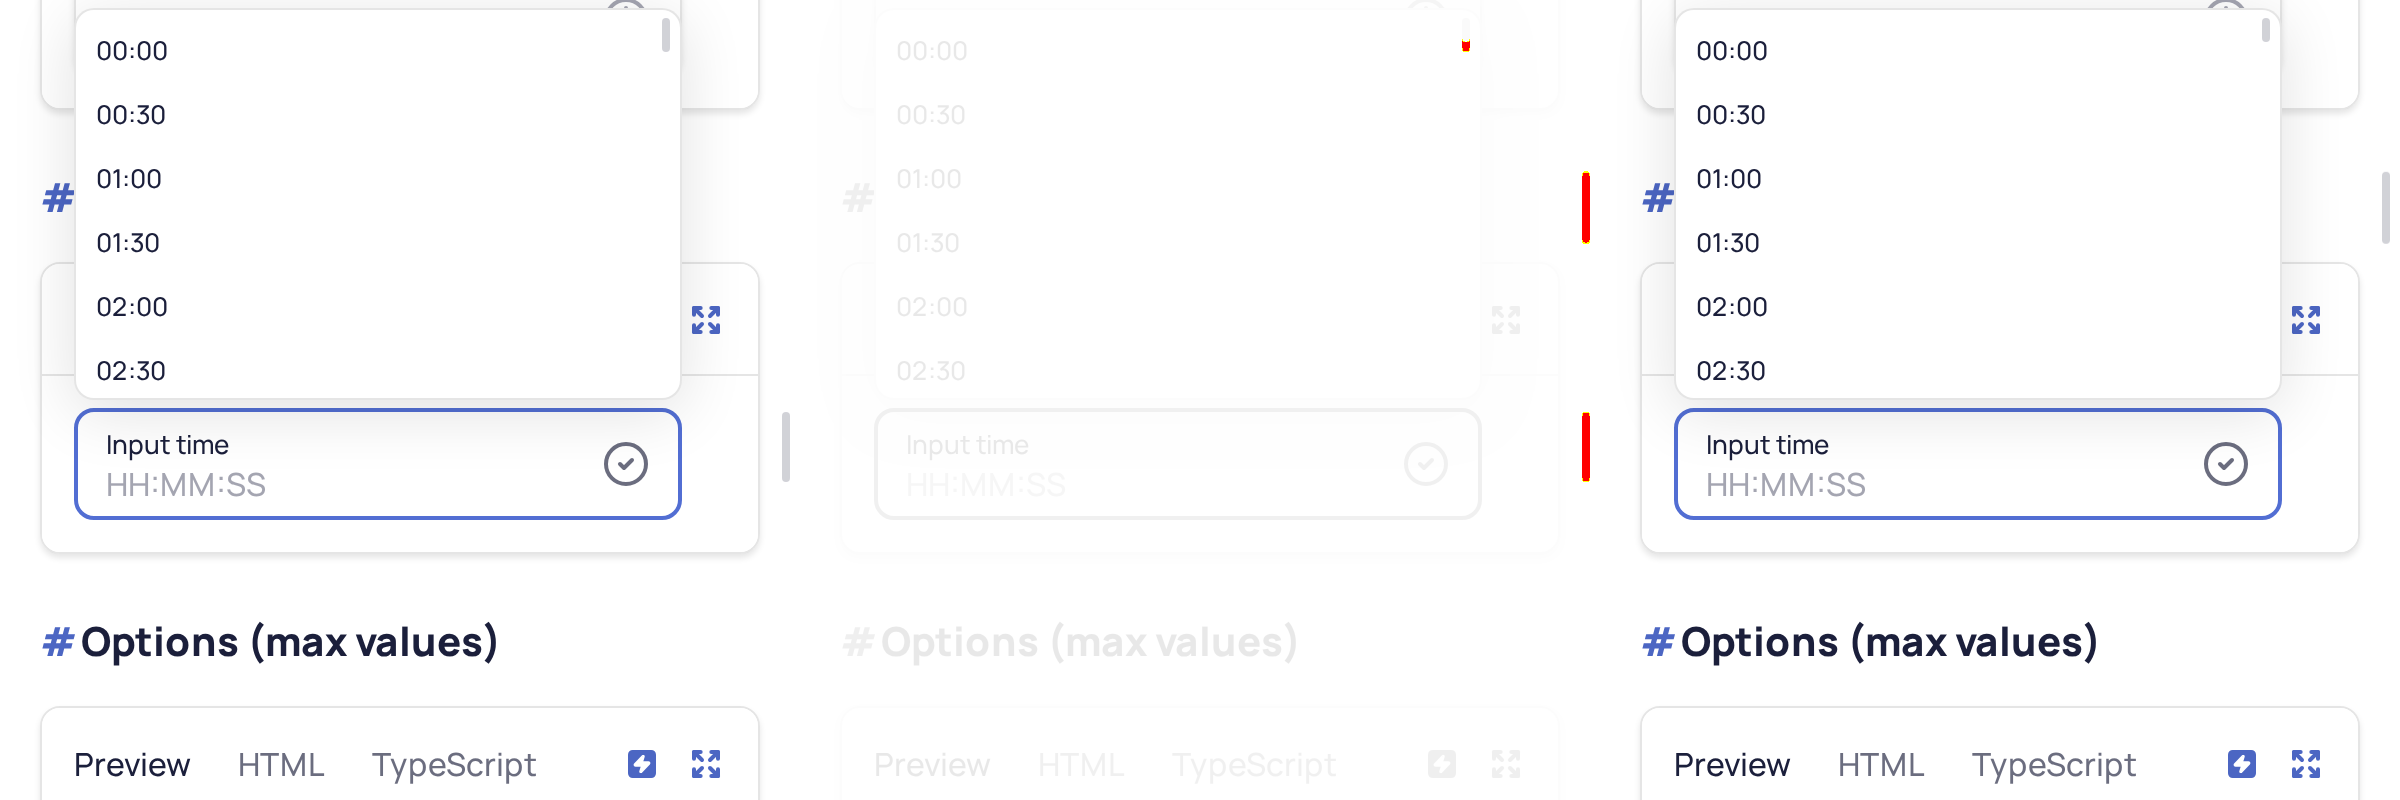 00:00
00:30
#
01:00
01:30
02:00
02:30
Input time
HH:MM:SS
# Options (max values)
Preview HTML TypeScript
00:00
00:30
#
01:00
01:30
02:00
02:30
Input time
HH:MM:SS
# Options (max values)
Preview HTML TypeScript
00:00
00:30
#
01:00
01:30
02:00
02:30
Input time
HH:MM:SS
# Options (max values)
Preview HTML TypeScript